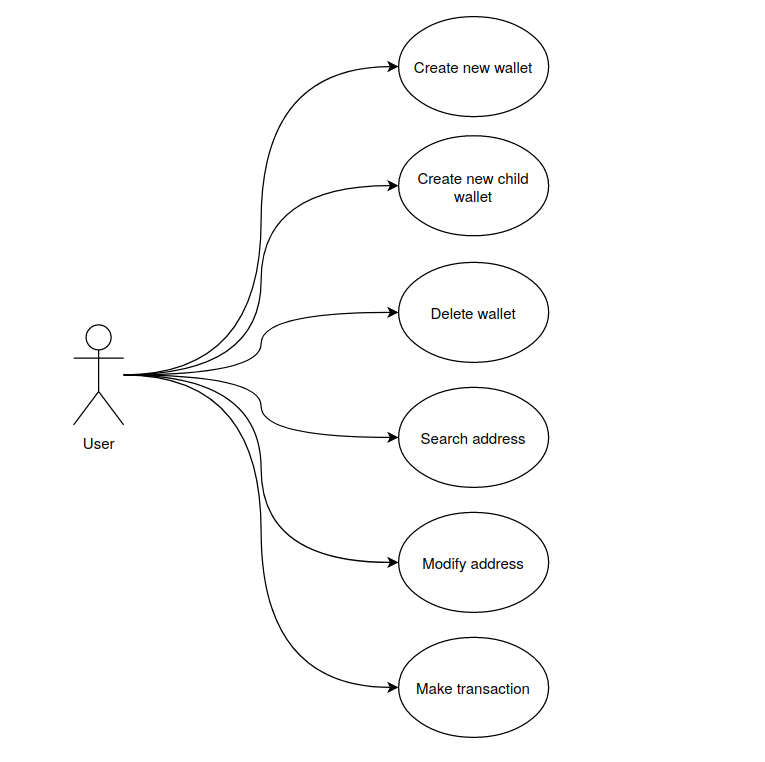 Create new wallet
Create new child
wallet
Delete wallet
User
Search address
Modify address
Make transaction